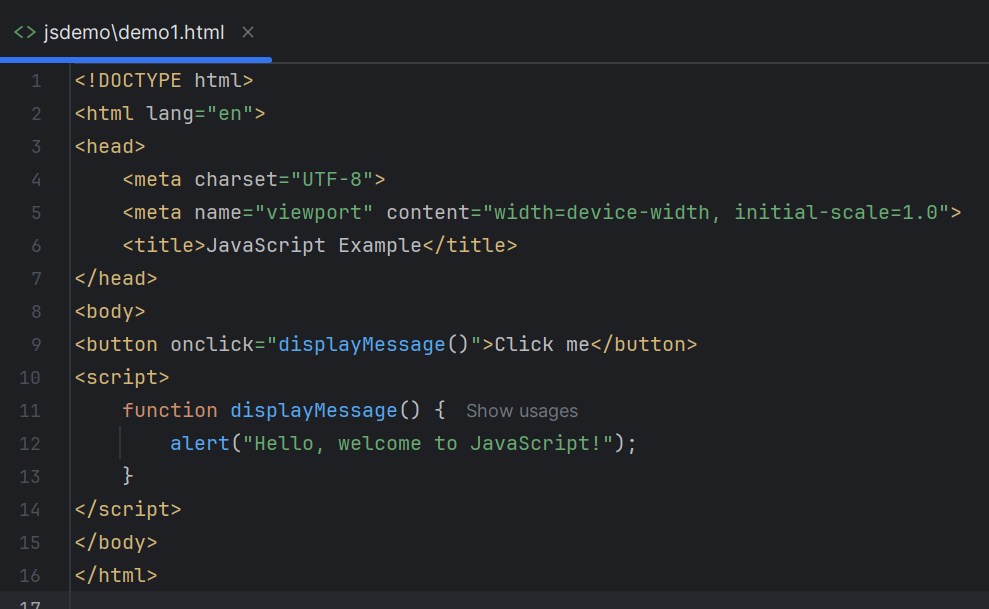 <> jsdemo\demo1.html ×
1 <!DOCTYPE html>
2 <html lang="en">
3 <head>
4     <meta charset="UTF-8">
5     <meta name="viewport" content="width=device-width, initial-scale=1.0">
6     <title>JavaScript Example</title>
7 </head>
8 <body>
9 <button onclick="displayMessage()">Click me</button>
10 <script>
11     function displayMessage() {  Show usages
12         alert("Hello, welcome to JavaScript!");
13     }
14 </script>
15 </body>
16 </html>
17